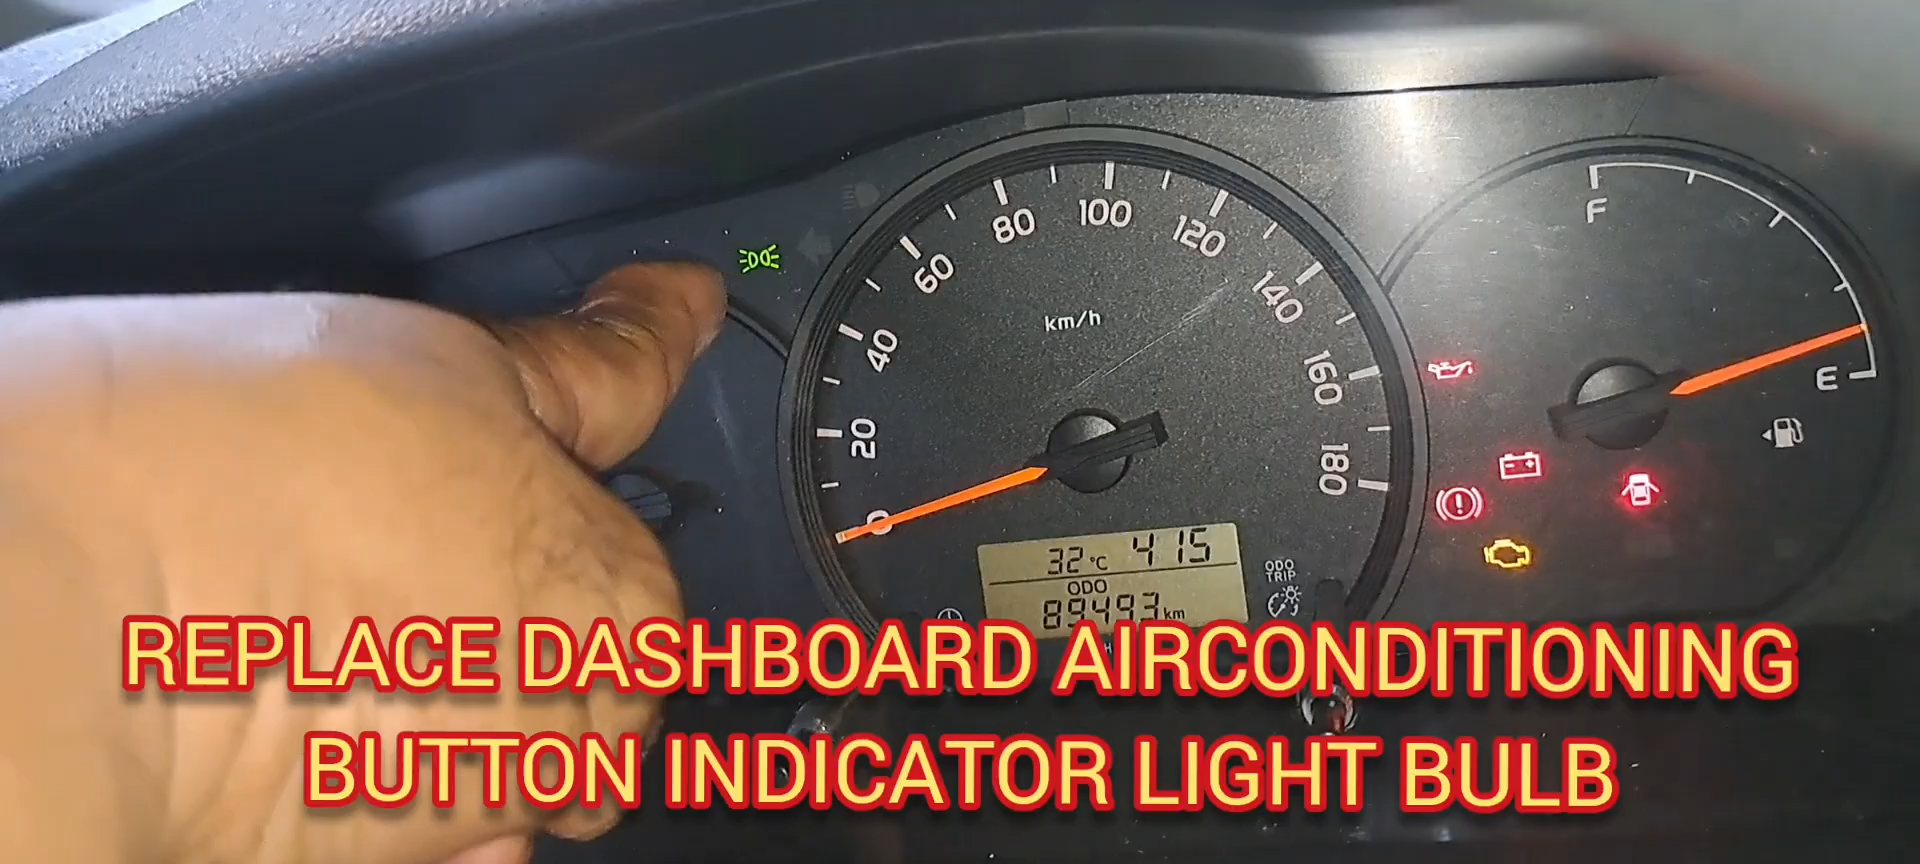 80 100 120
60 140
40 160
20 180
0
km/h
F
E
32°C 415
ODO
89493km
ODO
TRIP
REPLACE DASHBOARD AIRCONDITIONING
BUTTON INDICATOR LIGHT BULB